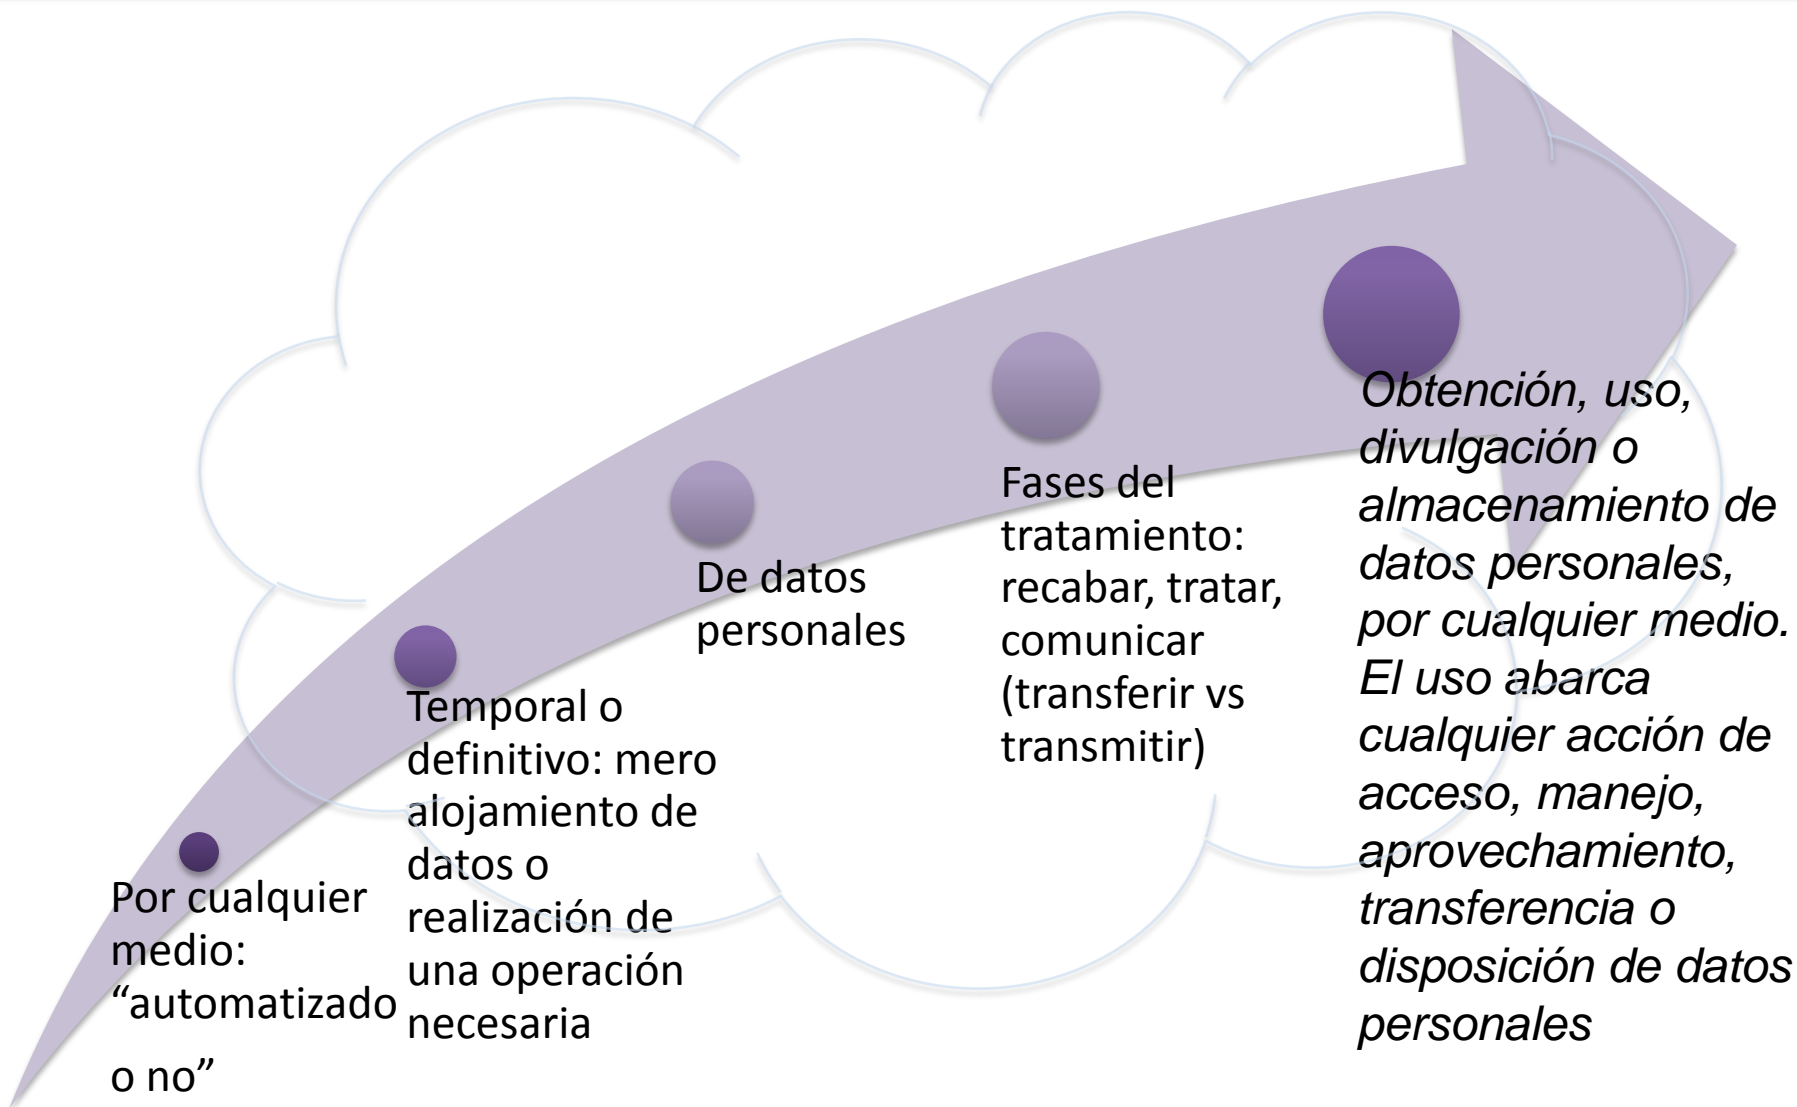 Por cualquier
medio:
“automatizado
o no”
Temporal o
definitivo: mero
alojamiento de
datos o
realización de
una operación
necesaria
De datos
personales
Fases del
tratamiento:
recabar, tratar,
comunicar
(transferir vs
transmitir)
Obtención, uso,
divulgación o
almacenamiento de
datos personales,
por cualquier medio.
El uso abarca
cualquier acción de
acceso, manejo,
aprovechamiento,
transferencia o
disposición de datos
personales